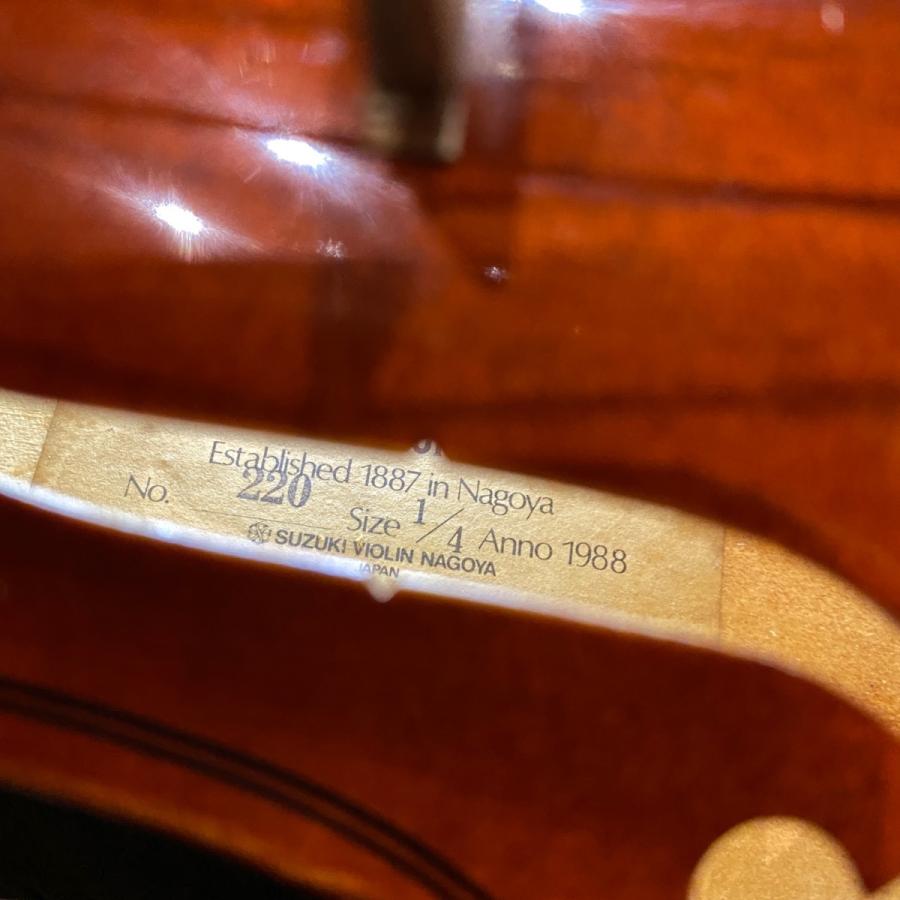 Established 1887 in Nagoya
No. 220 Size 1/4 Anno 1988
SUZUKI VIOLIN NAGOYA
JAPAN